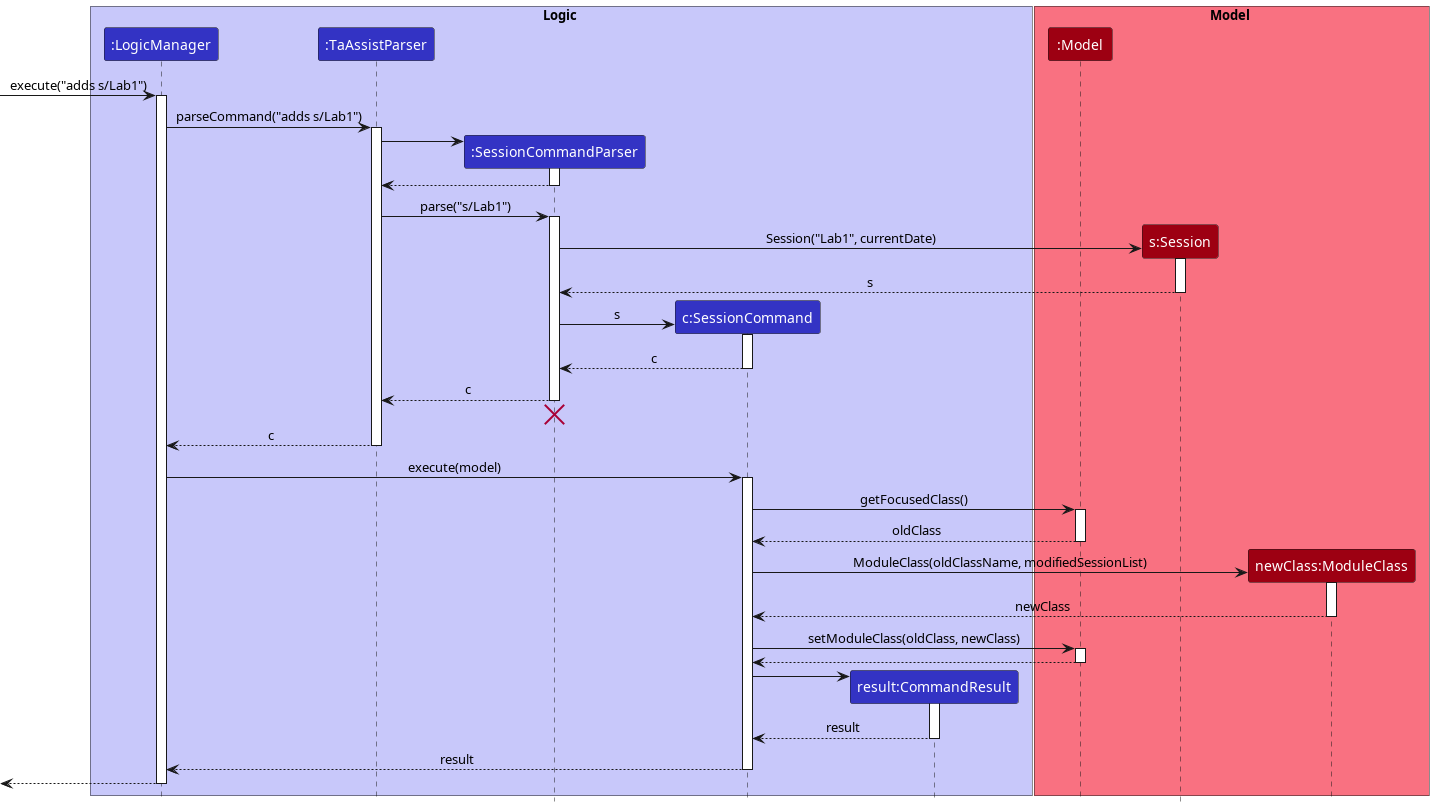 Logic
Model
:LogicManager
:TaAssistParser
:Model
execute("adds s/Lab1")
parseCommand("adds s/Lab1")
:SessionCommandParser
parse("s/Lab1")
Session("Lab1", currentDate)
s:Session
s
s
c:SessionCommand
c
c
c
execute(model)
getFocusedClass()
oldClass
ModuleClass(oldClassName, modifiedSessionList)
newClass:ModuleClass
newClass
setModuleClass(oldClass, newClass)
result:CommandResult
result
result